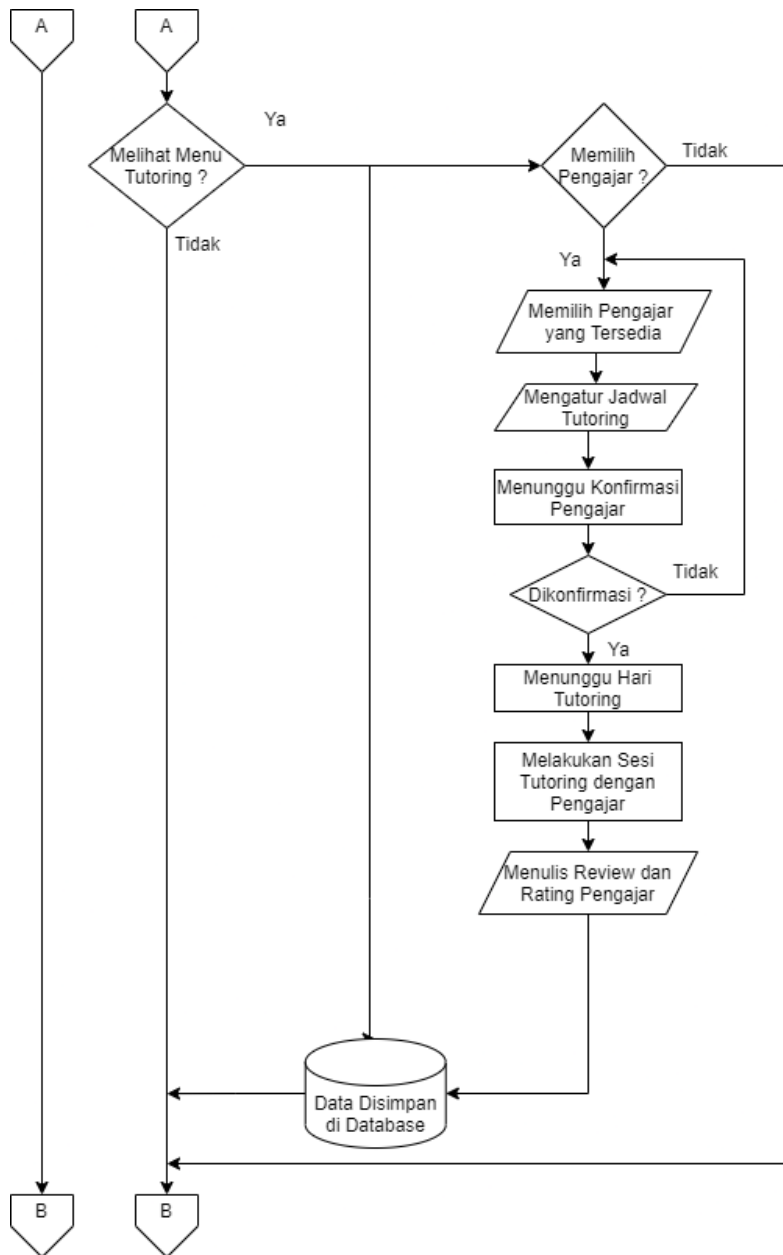 A
A
Ya
Melihat Menu
Tutoring ?
Memilih
Pengajar ?
Tidak
Tidak
Ya
Memilih Pengajar
yang Tersedia
Mengatur Jadwal
Tutoring
Menunggu Konfirmasi
Pengajar
Dikonfirmasi ?
Tidak
Ya
Menunggu Hari
Tutoring
Melakukan Sesi
Tutoring dengan
Pengajar
Menulis Review dan
Rating Pengajar
Data Disimpan
di Database
B
B